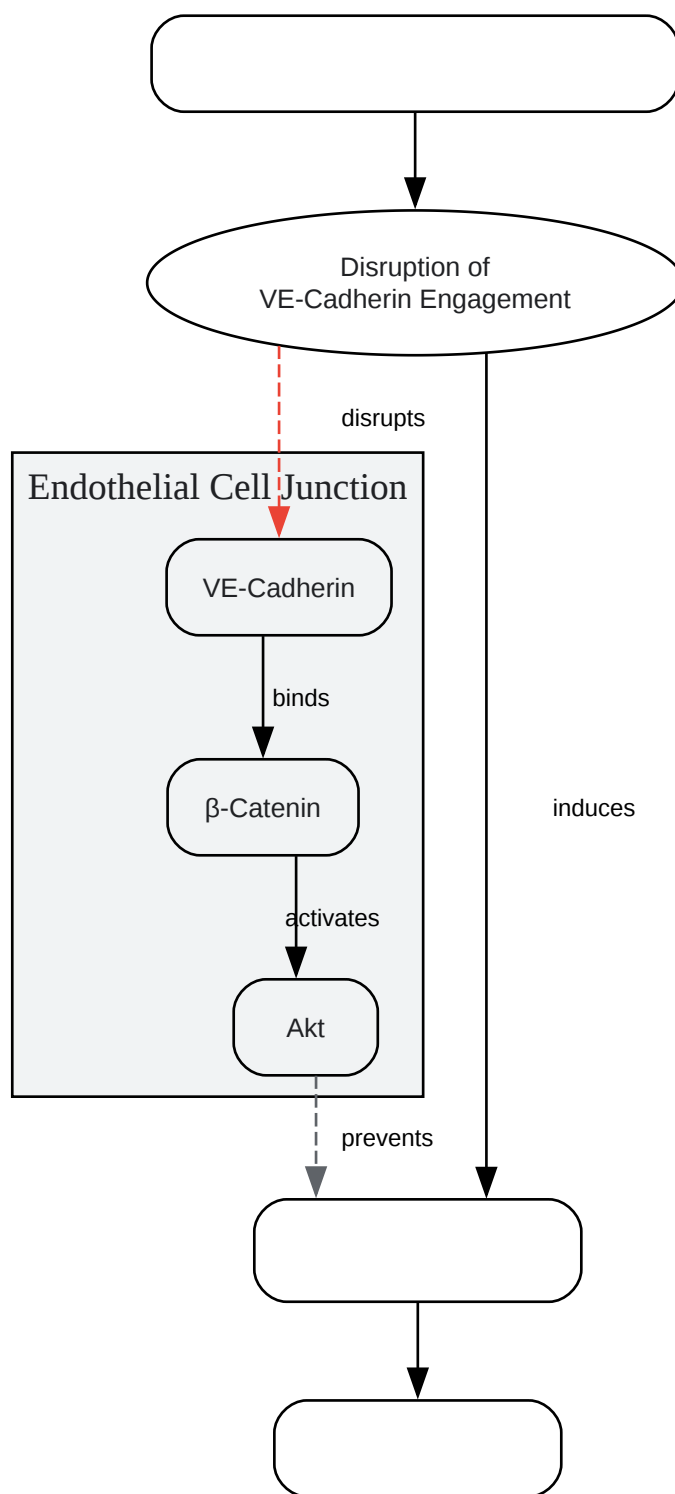 Disruption of
VE-Cadherin Engagement
disrupts
Endothelial Cell Junction
VE-Cadherin
binds
β-Catenin
induces
activates
Akt
prevents